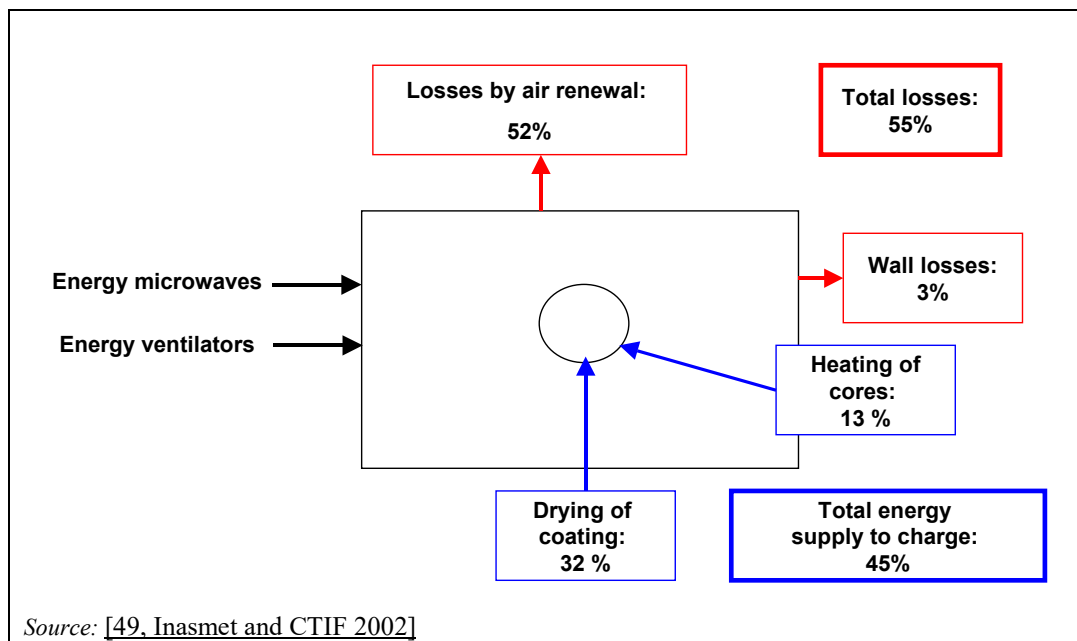 Losses by air renewal:
52%
Total losses:
55%
Energy microwaves
Energy ventilators
Wall losses:
3%
Heating of
cores:
13 %
Drying of
coating:
32 %
Total energy
supply to charge:
45%
Source: [49, Inasmet and CTIF 2002]